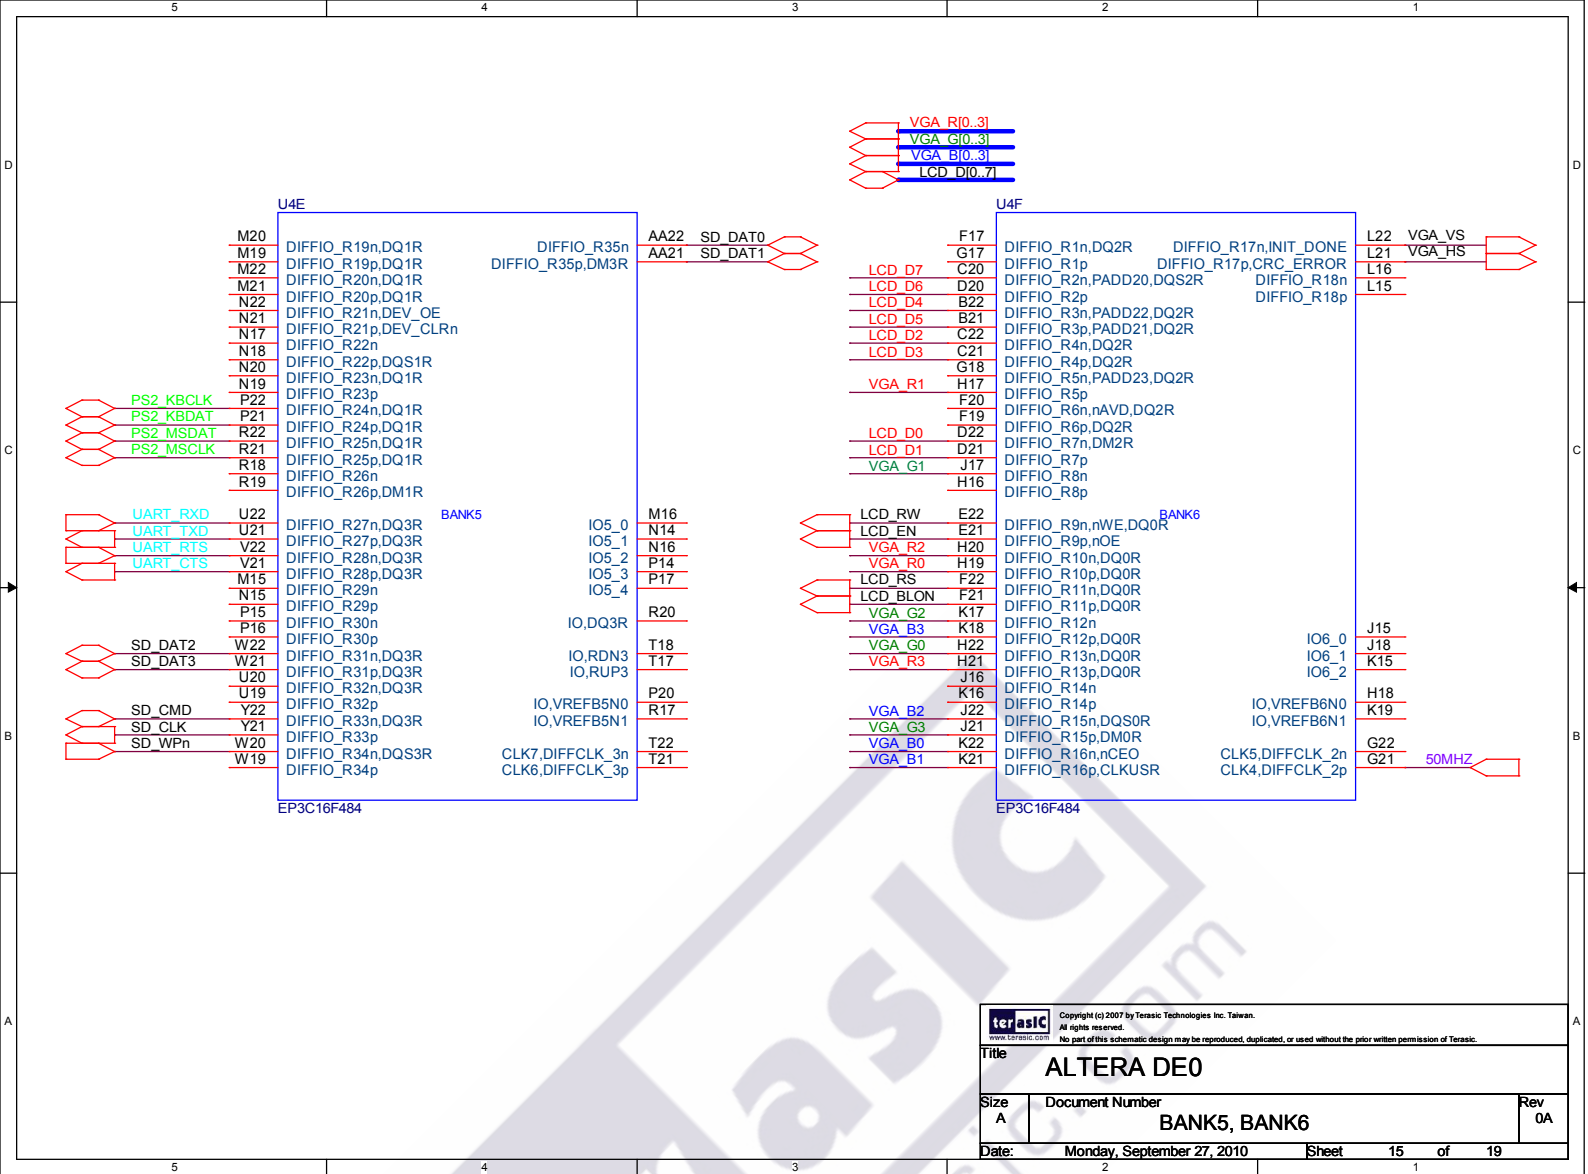 5 4 3 2 1
D D
C C
B B
A A
VGA_R[0..3]
VGA_G[0..3]
VGA_B[0..3]
LCD_D[0..7]
U4E
M20 DIFFIO_R19n,DQ1R
M19 DIFFIO_R19p,DQ1R
M22 DIFFIO_R20n,DQ1R
M21 DIFFIO_R20p,DQ1R
N22 DIFFIO_R21n,DEV_OE
N21 DIFFIO_R21p,DEV_CLRn
N17 DIFFIO_R22n
N18 DIFFIO_R22p,DQS1R
N20 DIFFIO_R23n,DQ1R
N19 DIFFIO_R23p
PS2_KBCLK P22 DIFFIO_R24n,DQ1R
PS2_KBDAT P21 DIFFIO_R24p,DQ1R
PS2_MSDAT R22 DIFFIO_R25n,DQ1R
PS2_MSCLK R21 DIFFIO_R25p,DQ1R
R18 DIFFIO_R26n
R19 DIFFIO_R26p,DM1R
UART_RXD U22 DIFFIO_R27n,DQ3R
UART_TXD U21 DIFFIO_R27p,DQ3R
UART_RTS V22 DIFFIO_R28n,DQ3R
UART_CTS V21 DIFFIO_R28p,DQ3R
M15 DIFFIO_R29n
N15 DIFFIO_R29p
P15 DIFFIO_R30n
P16 DIFFIO_R30p
SD_DAT2 W22 DIFFIO_R31n,DQ3R
SD_DAT3 W21 DIFFIO_R31p,DQ3R
U20 DIFFIO_R32n,DQ3R
U19 DIFFIO_R32p
SD_CMD Y22 DIFFIO_R33n,DQ3R
SD_CLK Y21 DIFFIO_R33p
SD_WPn W20 DIFFIO_R34n,DQS3R
W19 DIFFIO_R34p
BANK5
DIFFIO_R35n AA22 SD_DAT0
DIFFIO_R35p,DM3R AA21 SD_DAT1
IO5_0 M16
IO5_1 N14
IO5_2 N16
IO5_3 P14
IO5_4 P17
IO,DQ3R R20
IO,RDN3 T18
IO,RUP3 T17
IO,VREFB5N0 P20
IO,VREFB5N1 R17
CLK7,DIFFCLK_3n T22
CLK6,DIFFCLK_3p T21
EP3C16F484
U4F
F17 DIFFIO_R1n,DQ2R
G17 DIFFIO_R1p
LCD_D7 C20 DIFFIO_R2n,PADD20,DQS2R
LCD_D6 D20 DIFFIO_R2p
LCD_D4 B22 DIFFIO_R3n,PADD22,DQ2R
LCD_D5 B21 DIFFIO_R3p,PADD21,DQ2R
LCD_D2 C22 DIFFIO_R4n,DQ2R
LCD_D3 C21 DIFFIO_R4p,DQ2R
G18 DIFFIO_R5n,PADD23,DQ2R
VGA_R1 H17 DIFFIO_R5p
F20 DIFFIO_R6n,nAVD,DQ2R
F19 DIFFIO_R6p,DQ2R
LCD_D0 D22 DIFFIO_R7n,DM2R
LCD_D1 D21 DIFFIO_R7p
VGA_G1 J17 DIFFIO_R8n
H16 DIFFIO_R8p
LCD_RW E22 DIFFIO_R9n,nWE,DQ0R
LCD_EN E21 DIFFIO_R9p,nOE
VGA_R2 H20 DIFFIO_R10n,DQ0R
VGA_R0 H19 DIFFIO_R10p,DQ0R
LCD_RS F22 DIFFIO_R11n,DQ0R
LCD_BLON F21 DIFFIO_R11p,DQ0R
VGA_G2 K17 DIFFIO_R12n
VGA_B3 K18 DIFFIO_R12p,DQ0R
VGA_G0 H22 DIFFIO_R13n,DQ0R
VGA_R3 H21 DIFFIO_R13p,DQ0R
J16 DIFFIO_R14n
K16 DIFFIO_R14p
VGA_B2 J22 DIFFIO_R15n,DQS0R
VGA_G3 J21 DIFFIO_R15p,DM0R
VGA_B0 K22 DIFFIO_R16n,nCEO
VGA_B1 K21 DIFFIO_R16p,CLKUSR
BANK6
DIFFIO_R17n,INIT_DONE L22 VGA_VS
DIFFIO_R17p,CRC_ERROR L21 VGA_HS
DIFFIO_R18n L16
DIFFIO_R18p L15
IO6_0 J15
IO6_1 J18
IO6_2 K15
IO,VREFB6N0 H18
IO,VREFB6N1 K19
CLK5,DIFFCLK_2n G22
CLK4,DIFFCLK_2p G21 50MHZ
EP3C16F484
asIC
sic.com
terasIC
www.terasic.com
Copyright (c) 2007 by Terasic Technologies Inc. Taiwan.
All rights reserved.
No part of this schematic design may be reproduced, duplicated, or used without the prior written permission of Terasic.
Title
ALTERA DE0
Size Document Number Rev
A BANK5, BANK6 0A
Date: Monday, September 27, 2010 Sheet 15 of 19
5 4 3 2 1